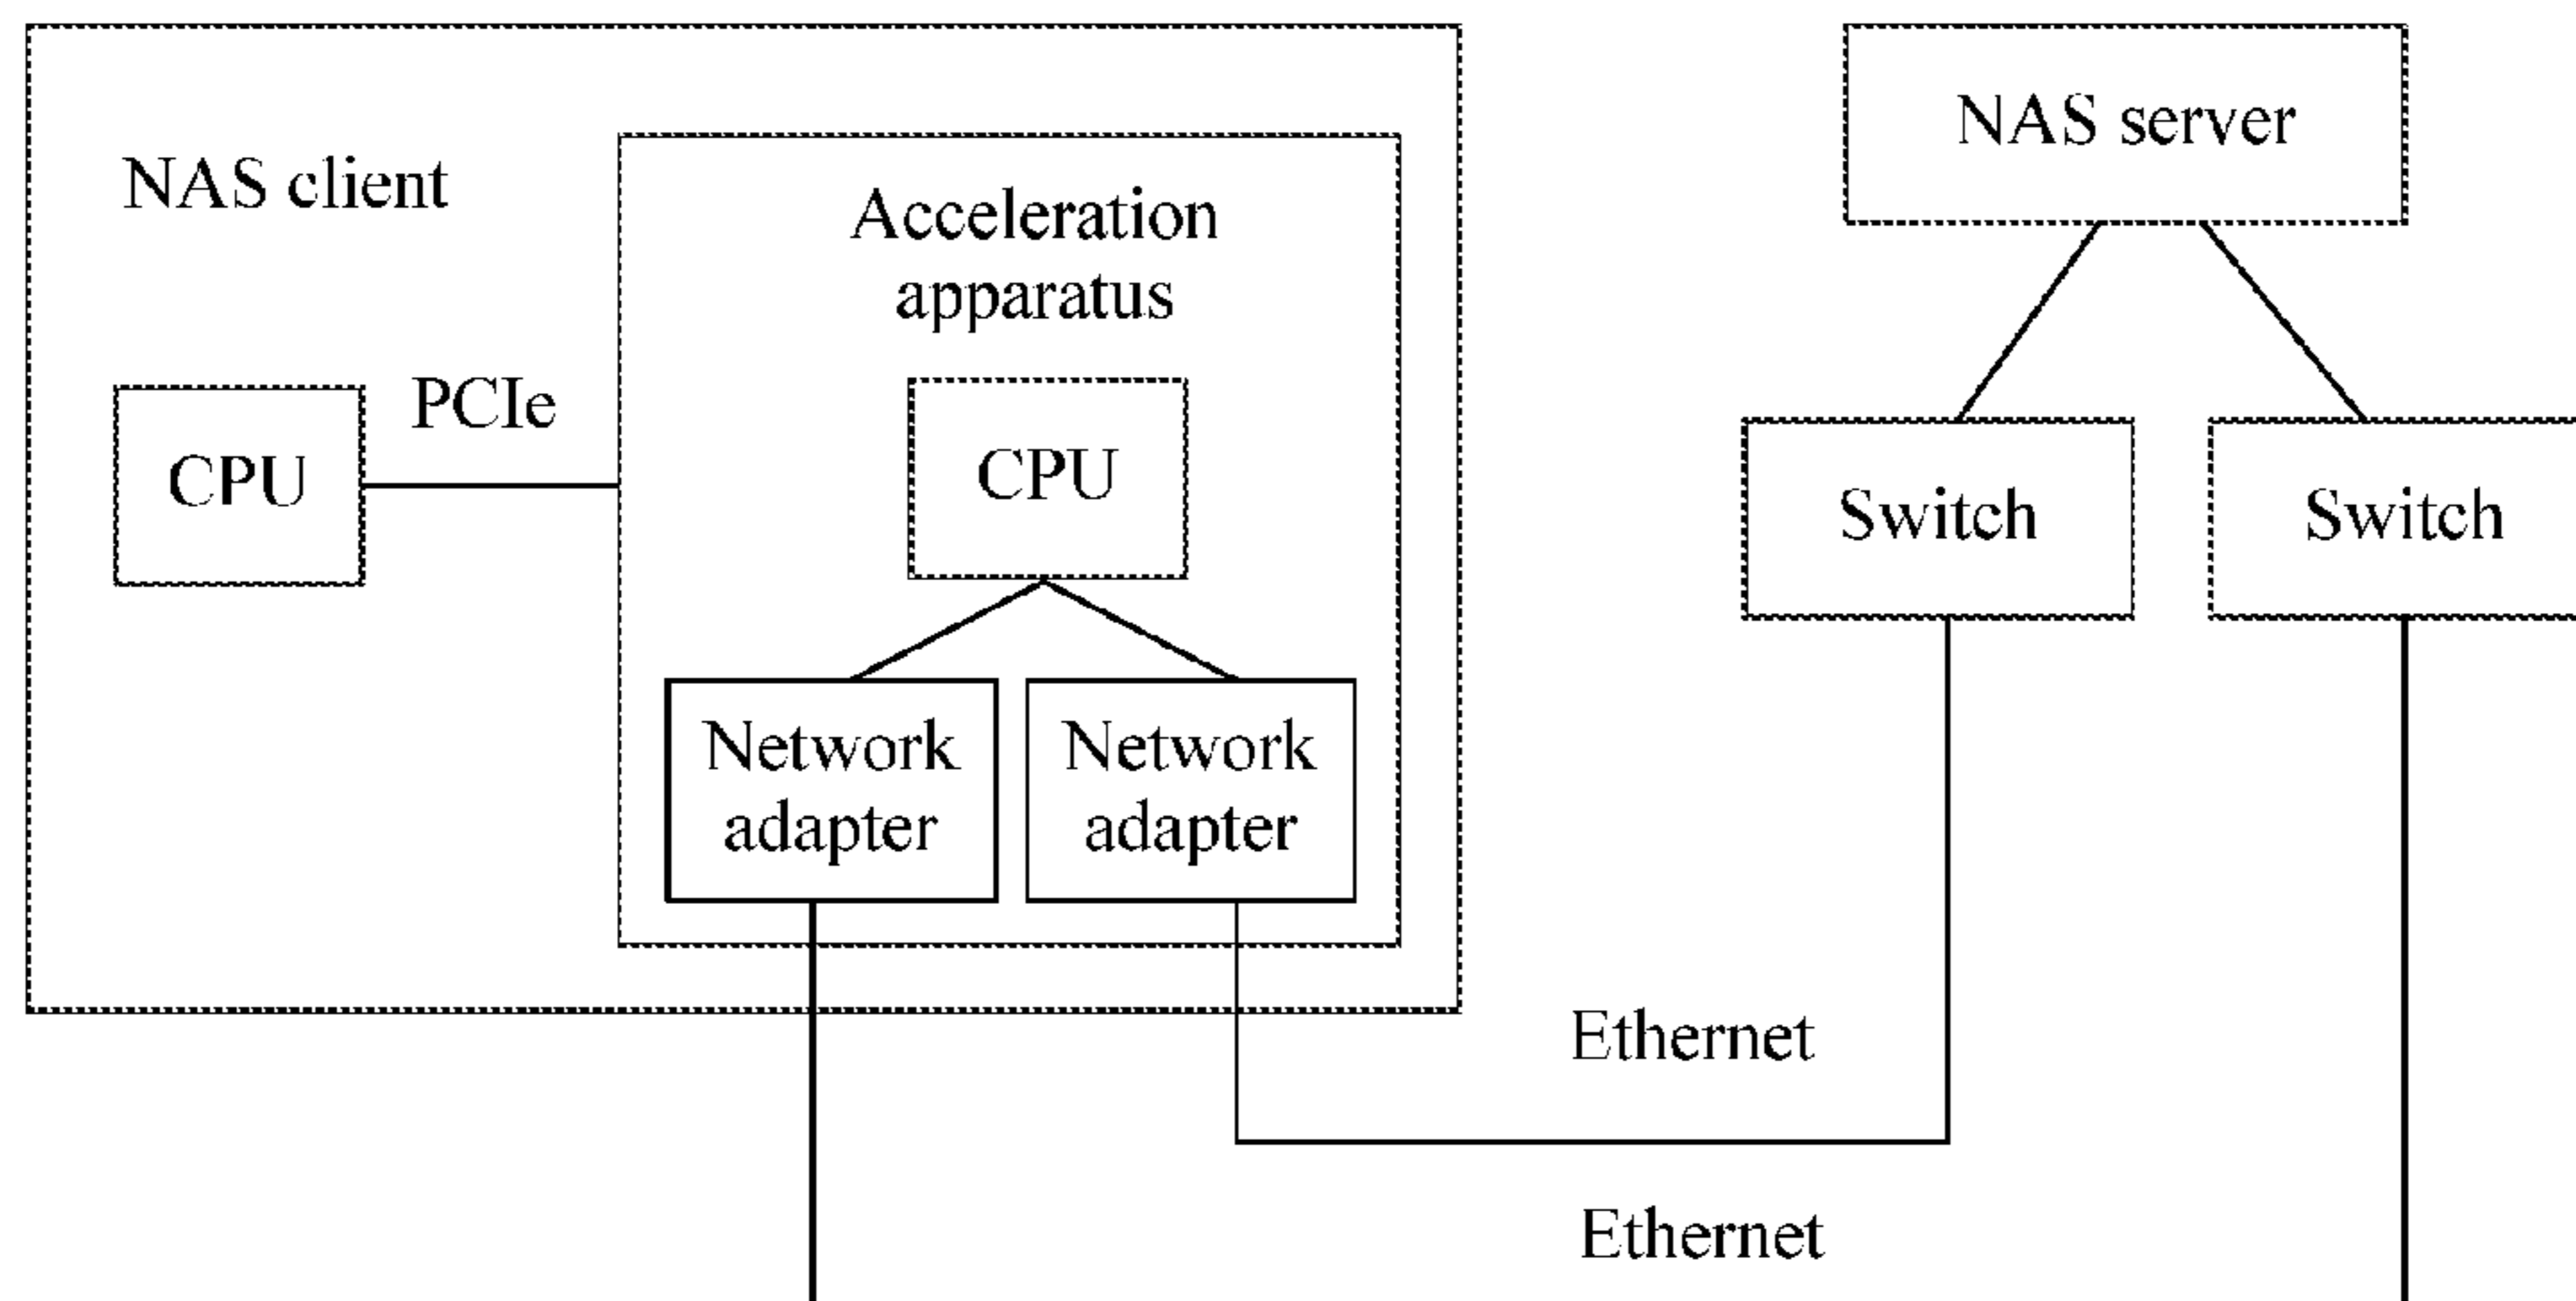 NAS client
Acceleration
apparatus
PCIe
CPU
CPU
Network
adapter
Network
adapter
NAS server
Switch
Switch
Ethernet
Ethernet